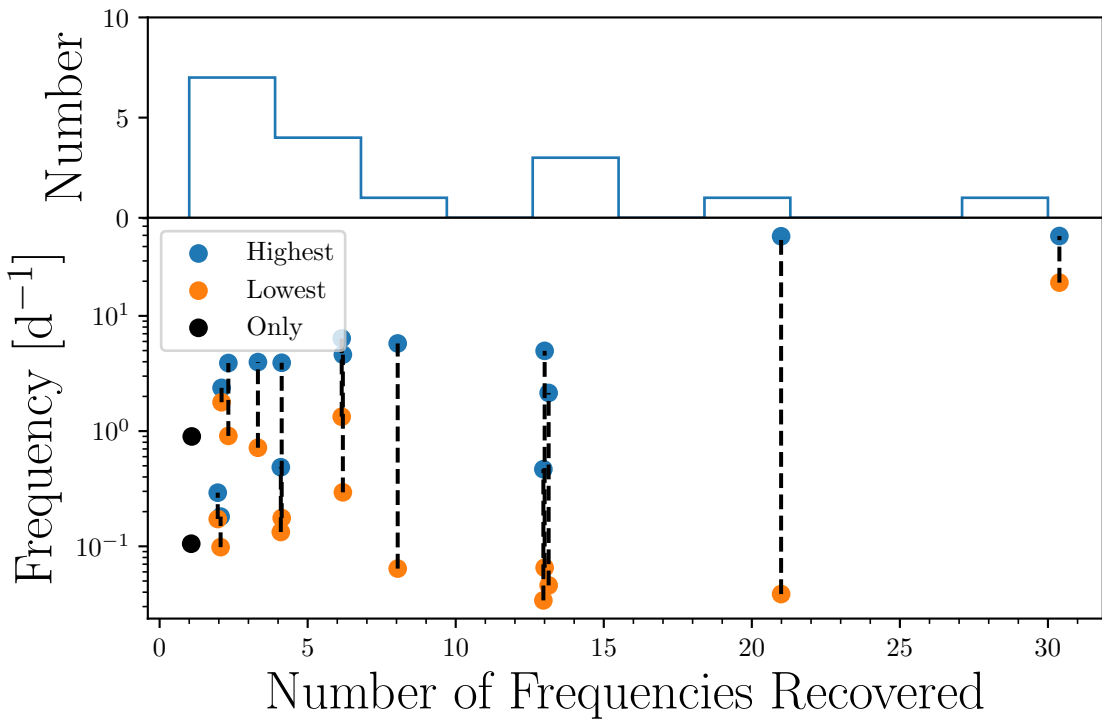 10
5
0
Number
Highest
Lowest
Only
10¹
10⁰
10⁻¹
Frequency [d⁻¹]
0 5 10 15 20 25 30
Number of Frequencies Recovered